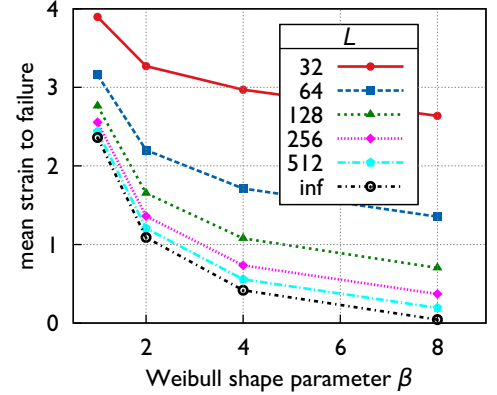 4
3
2
1
0
mean strain to failure
L
32
64
128
256
512
inf
2 4 6 8
Weibull shape parameter β